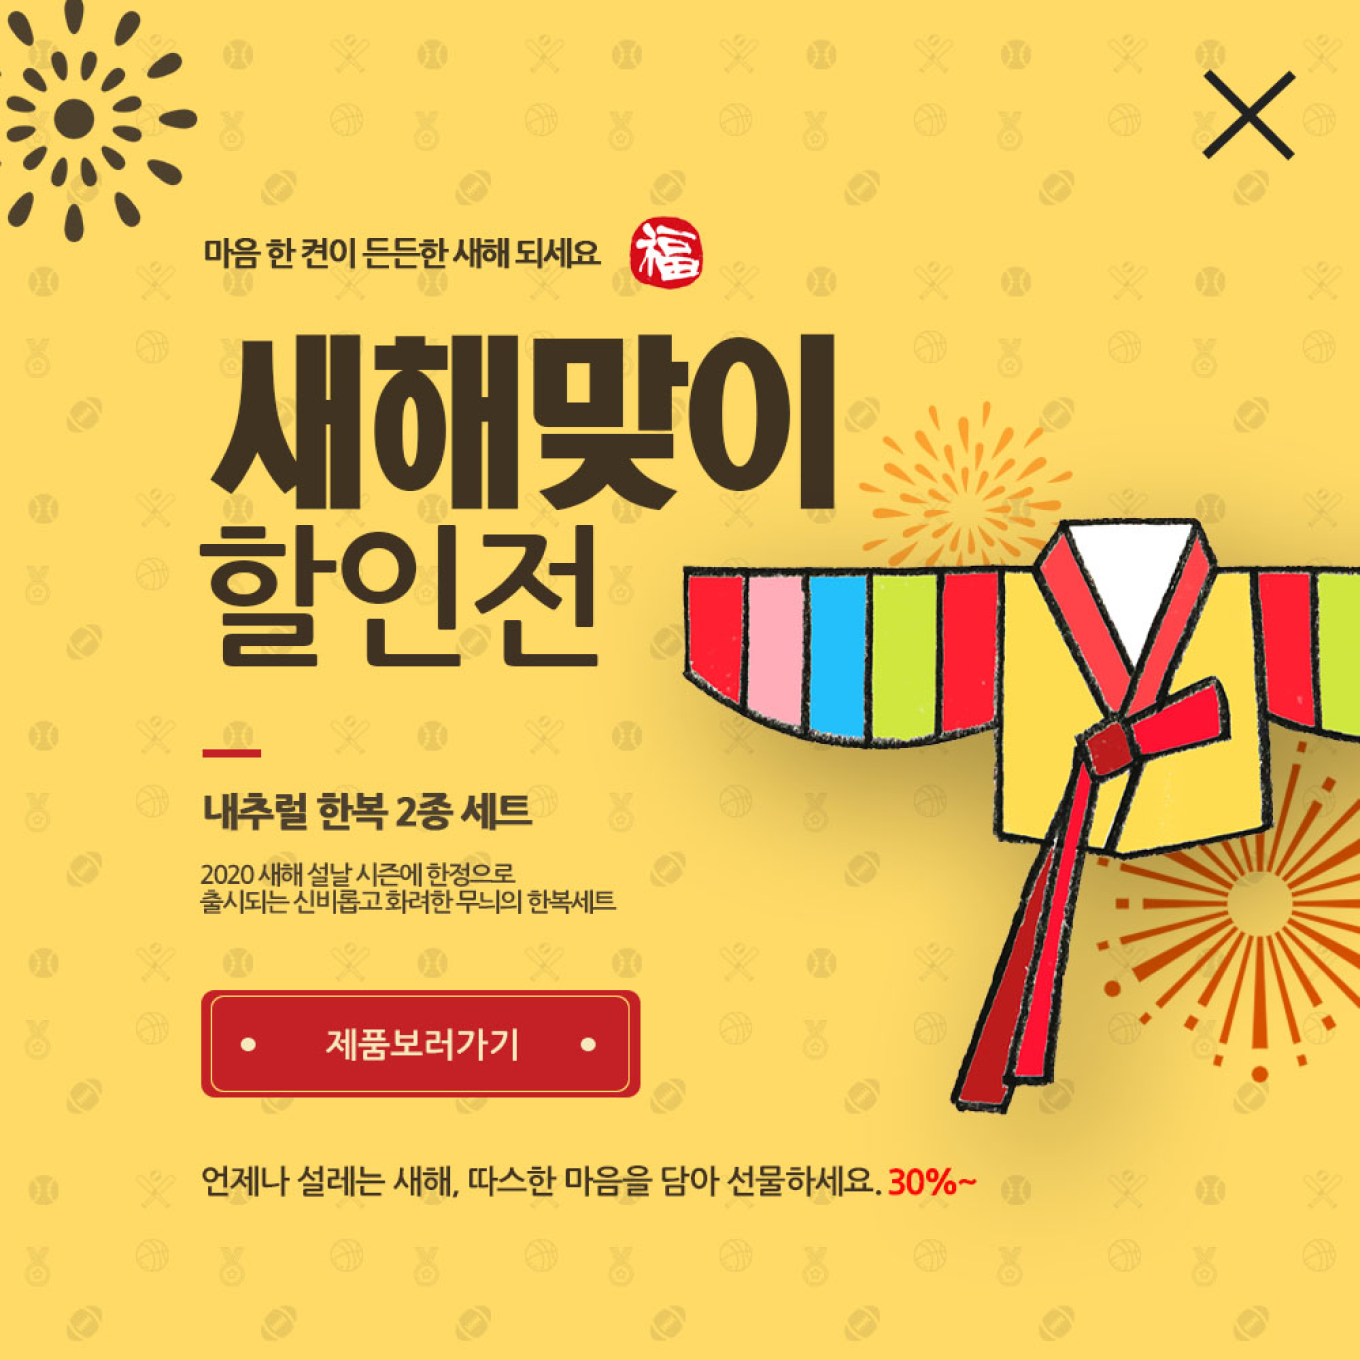 마음 한 켠이 든든한 새해 되세요
福
새해맞이
할인전
내추럴 한복 2종 세트
2020 새해 설날 시즌에 한정으로
출시되는 신비롭고 화려한 무늬의 한복세트
제품보러가기
언제나 설레는 새해, 따스한 마음을 담아 선물하세요. 30%~